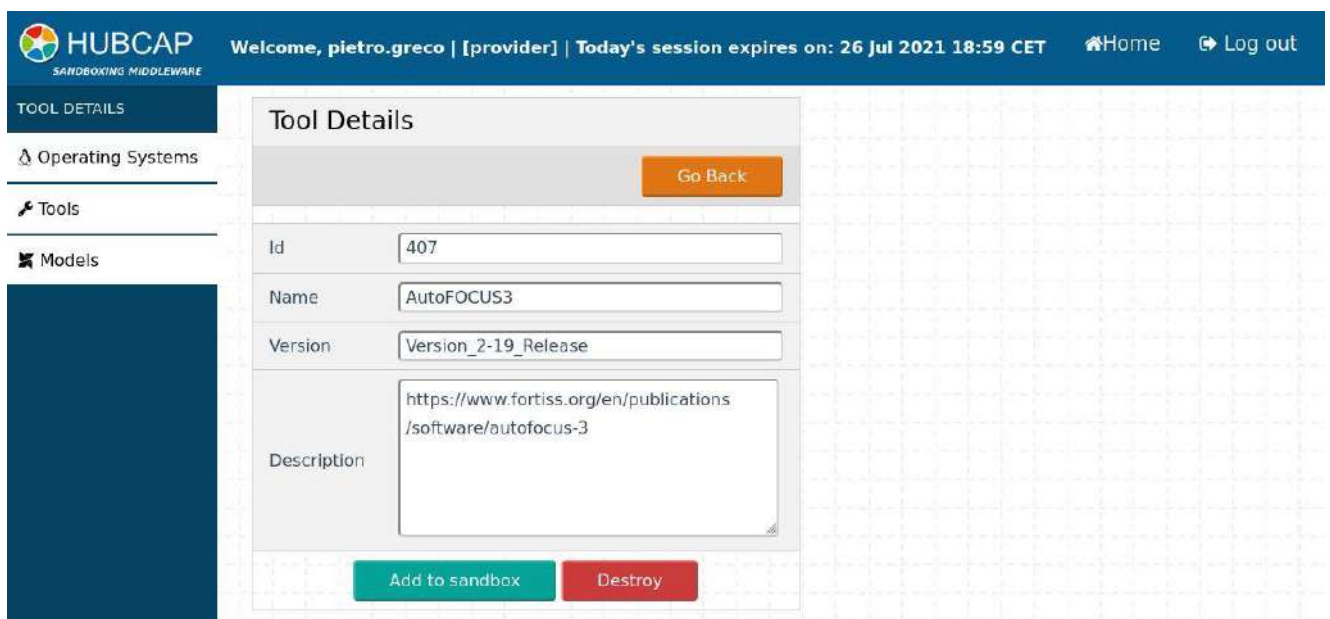 HUBCAP
SANDBOXING MIDDLEWARE
Welcome, pietro.greco | [provider] | Today's session expires on: 26 Jul 2021 18:59 CET
Home
Log out
TOOL DETAILS
Operating Systems
Tools
Models
Tool Details
Go Back
Id
407
Name
AutoFOCUS3
Version
Version_2-19_Release
Description
https://www.fortiss.org/en/publications
/software/autofocus-3
Add to sandbox
Destroy